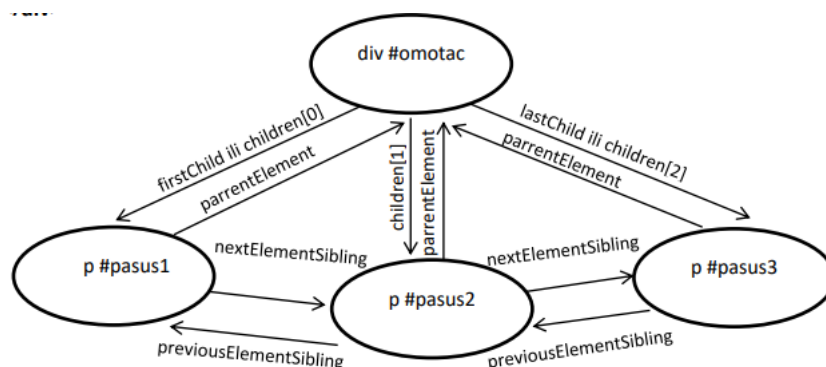 div #omotac
firstChild ili children[0]
parrentElement
children[1]
parrentElement
lastChild ili children[2]
parrentElement
p #pasus1
nextElementSibling
p #pasus2
nextElementSibling
p #pasus3
previousElementSibling
previousElementSibling